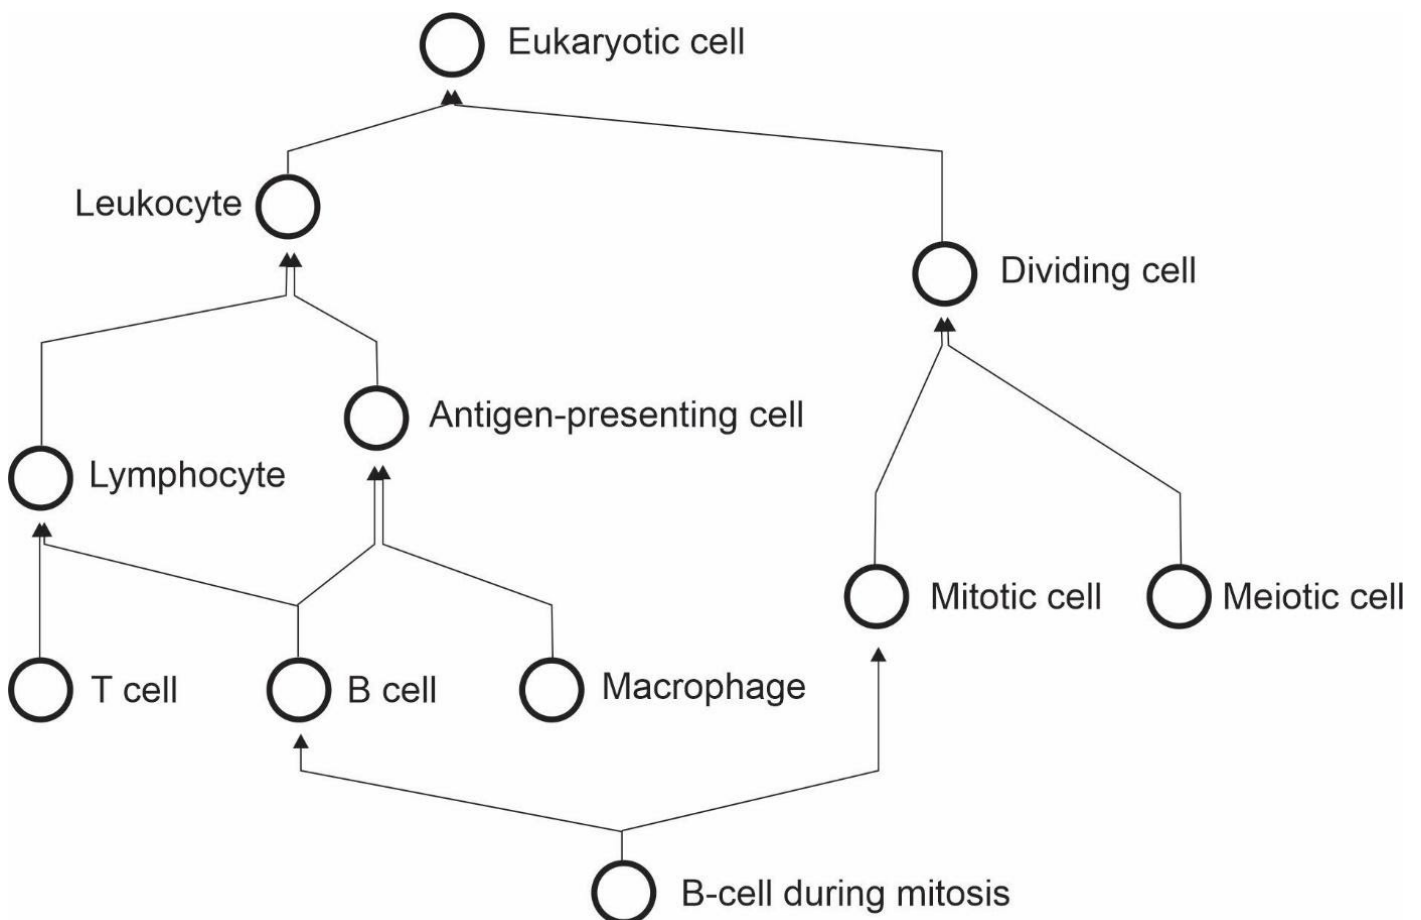 Eukaryotic cell
Leukocyte
Dividing cell
Antigen-presenting cell
Lymphocyte
Mitotic cell
Meiotic cell
T cell
B cell
Macrophage
B-cell during mitosis